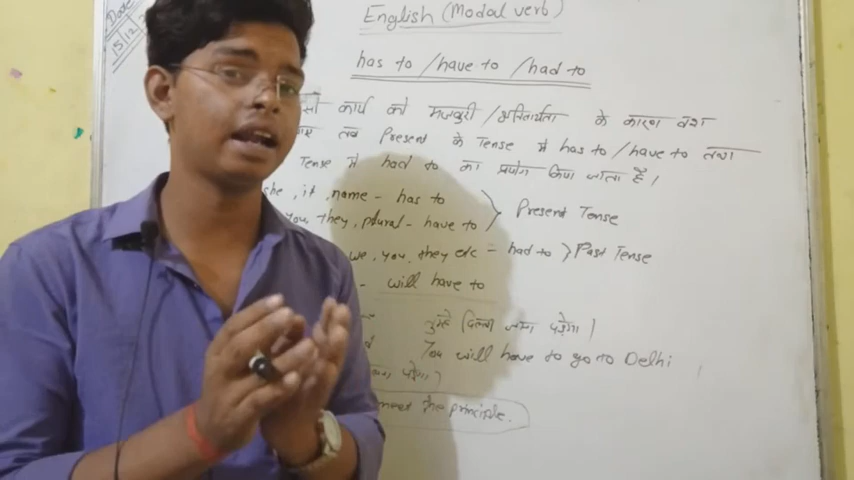 Date
15/12
English (Modal verb)
has to / have to / had to
कार्य को मजबुरी / अनिवार्यता के कारण वश
तब Present के Tense में has to / have to तथा
Tense में had to का प्रयोग किया जाता है।
she, it, name - has to
You, they, plural - have to } Present Tense
we, you, they etc - had to } Past Tense
- will have to
तुम्हे दिल्ली जाना पड़ेगा।
You will have to go to Delhi
पड़ेगा)
meet the principle.